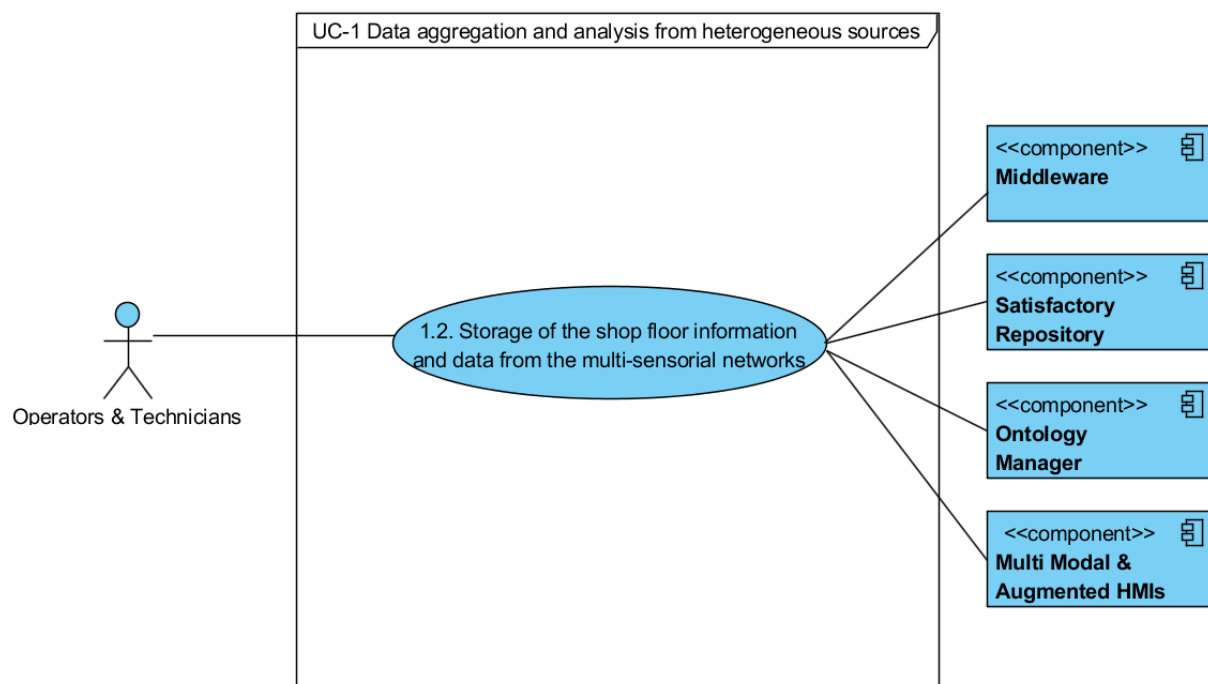 UC-1 Data aggregation and analysis from heterogeneous sources
<<component>>
Middleware
<<component>>
Satisfactory
Repository
1.2. Storage of the shop floor information
and data from the multi-sensorial networks
Operators & Technicians
<<component>>
Ontology
Manager
<<component>>
Multi Modal &
Augmented HMIs